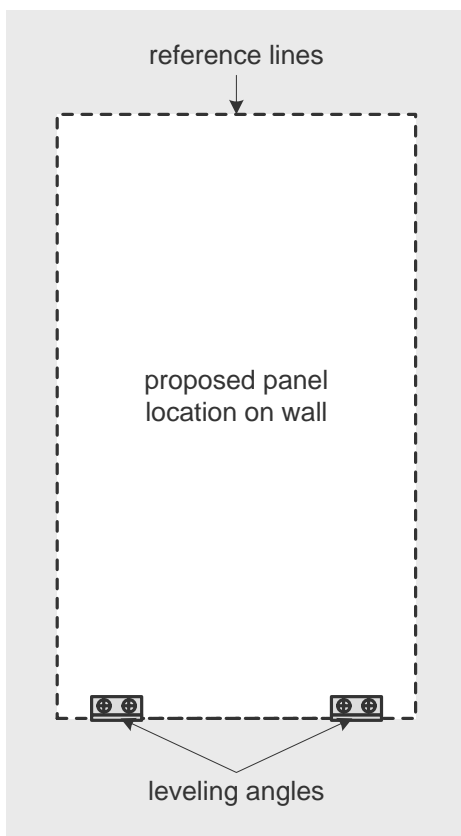 reference lines
proposed panel
location on wall
leveling angles